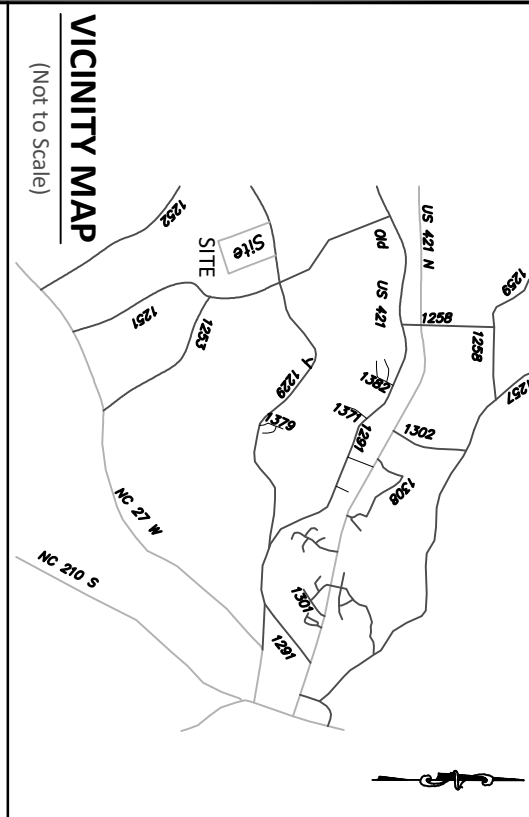 VICINITY MAP
(Not to Scale)
1252
Site
SITE
1251
1253
Old US 421
US 421 N
1259
1258
1258
1257
1382
1371
1291
1302
1229
1379
1308
NC 27 W
NC 210 S
1301
1291